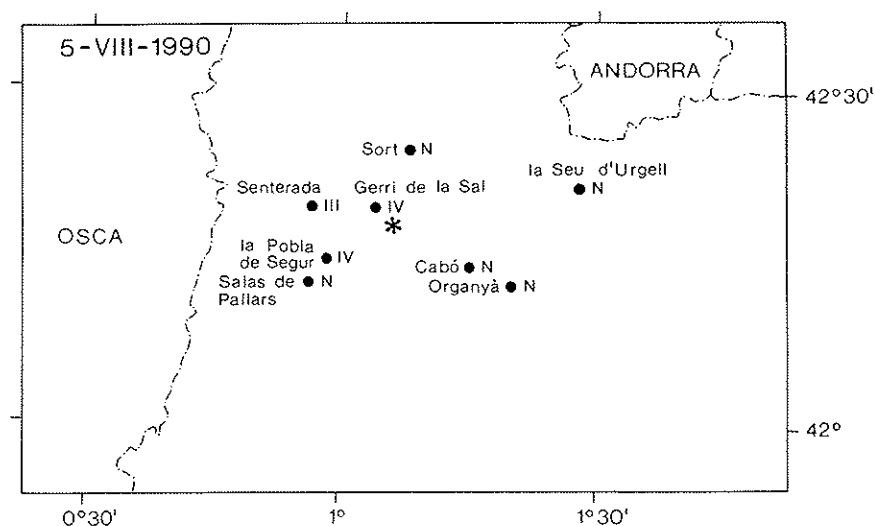 5-VIII-1990
ANDORRA
42°30'
Sort N
la Seu d'Urgell
N
Senterada
III
Gerri de la Sal
IV
*
OSCA
la Pobla
de Segur
IV
Cabó N
Salas de
Pallars
N
Organyà N
42°
0°30'
1°
1°30'